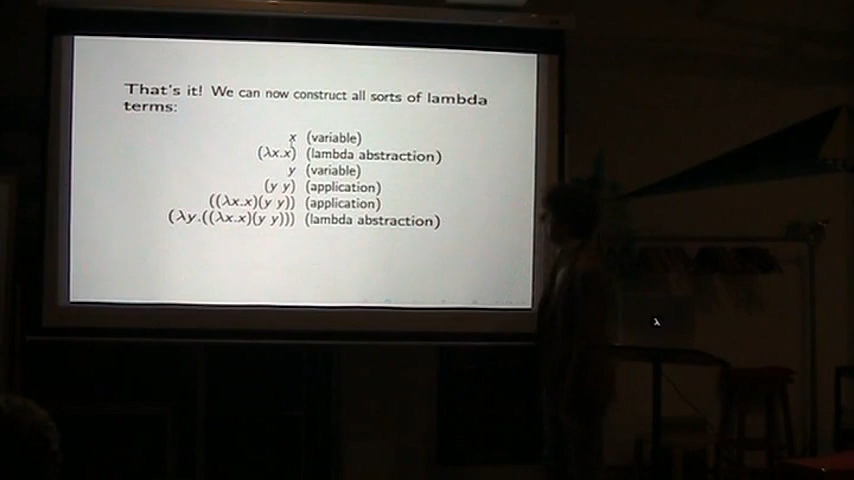 That's it! We can now construct all sorts of lambda
terms:
x (variable)
(λx.x) (lambda abstraction)
y (variable)
(y y) (application)
((λx.x)(y y)) (application)
(λy.((λx.x)(y y))) (lambda abstraction)
λ